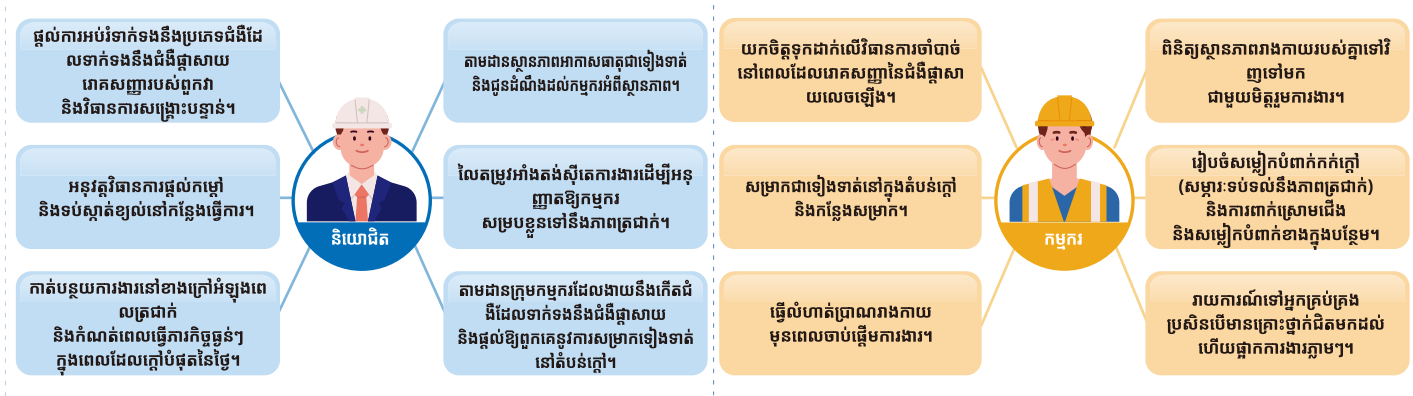 ផ្តល់ការអប់រំទាក់ទងនឹងប្រភេទជំងឺដែ
លទាក់ទងនឹងជំងឺផ្តាសាយ
រោគសញ្ញារបស់ពួកវា
និងវិធានការសង្គ្រោះបន្ទាន់។
អនុវត្តវិធានការផ្តល់កម្តៅ
និងទប់ស្កាត់ខ្យល់នៅកន្លែងធ្វើការ។
កាត់បន្ថយការងារនៅខាងក្រៅអំឡុងពេ
លត្រជាក់
និងកំណត់ពេលធ្វើភារកិច្ចធ្ងន់ៗ
ក្នុងពេលដែលក្តៅបំផុតនៃថ្ងៃ។
និយោជិត
តាមដានស្ថានភាពអាកាសធាតុជាទៀងទាត់
និងជូនដំណឹងដល់កម្មករអំពីស្ថានភាព។
លៃតម្រូវអាំងតង់ស៊ីតេការងារដើម្បីអនុ
ញ្ញាតឱ្យកម្មករ
សម្របខ្លួនទៅនឹងភាពត្រជាក់។
តាមដានក្រុមកម្មករដែលងាយនឹងកើតជំ
ងឺដែលទាក់ទងនឹងជំងឺផ្តាសាយ
និងផ្តល់ឱ្យពួកគេនូវការសម្រាកទៀងទាត់
នៅតំបន់ក្តៅ។
យកចិត្តទុកដាក់លើវិធានការចាំបាច់
នៅពេលដែលរោគសញ្ញានៃជំងឺផ្តាសា
យលេចឡើង។
សម្រាកជាទៀងទាត់នៅក្នុងតំបន់ក្តៅ
និងកន្លែងសម្រាក។
ធ្វើលំហាត់ប្រាណរាងកាយ
មុនពេលចាប់ផ្តើមការងារ។
កម្មករ
ពិនិត្យស្ថានភាពរាងកាយរបស់គ្នាទៅវិ
ញទៅមក
ជាមួយមិត្តរួមការងារ។
រៀបចំសម្លៀកបំពាក់កក់ក្តៅ
(សម្ភារៈទប់ទល់នឹងភាពត្រជាក់)
និងការពាក់ស្រោមជើង
និងសម្លៀកបំពាក់ខាងក្នុងបន្ថែម។
រាយការណ៍ទៅអ្នកគ្រប់គ្រង
ប្រសិនបើមានគ្រោះថ្នាក់ជិតមកដល់
ហើយផ្អាកការងារភ្លាមៗ។